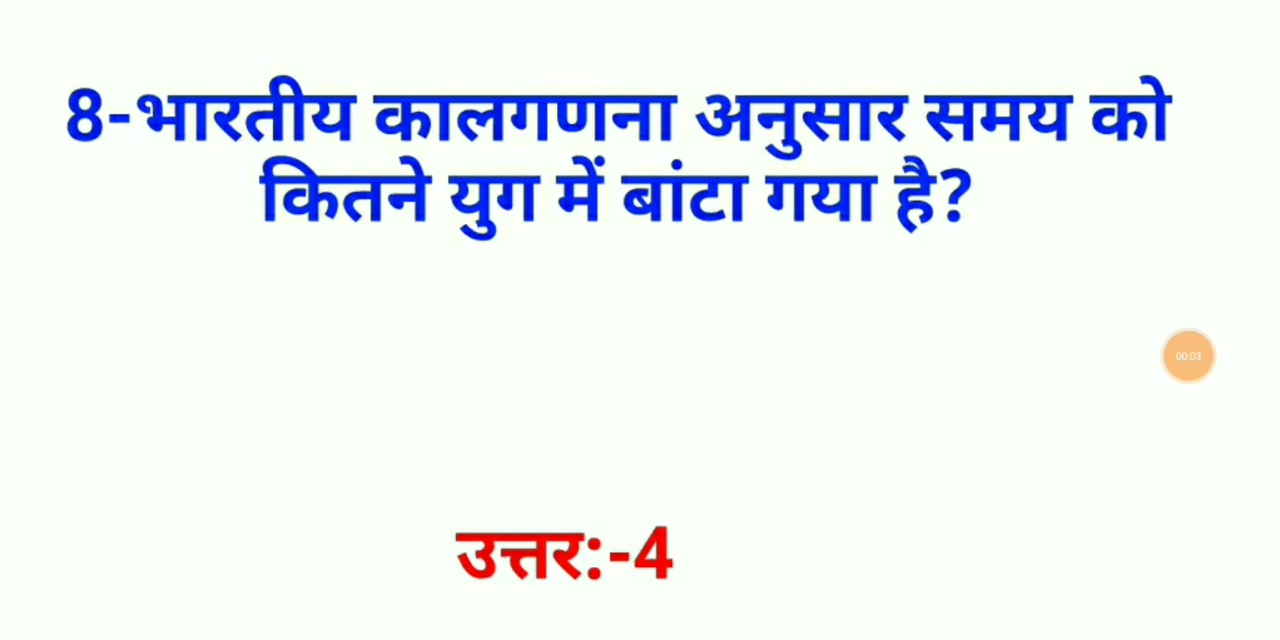 8-भारतीय कालगणना अनुसार समय को
कितने युग में बांटा गया है?
00:03
उत्तर:-4